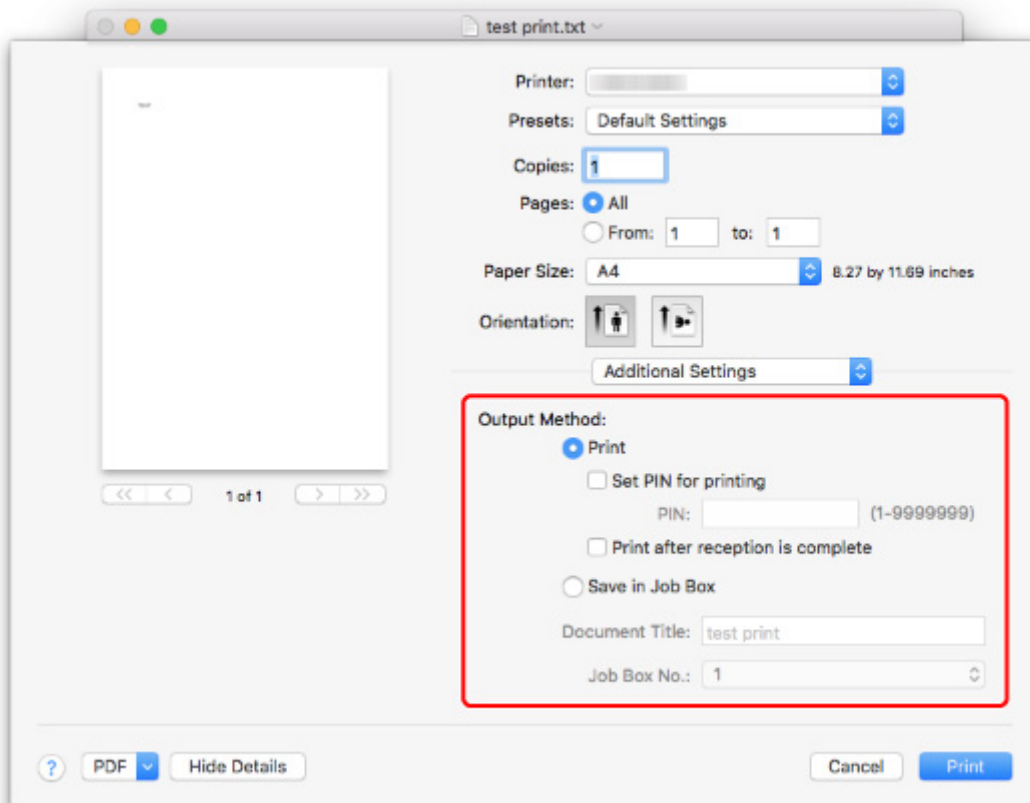 test print.txt
Printer:
Presets: Default Settings
Copies: 1
Pages: All
From: 1 to: 1
Paper Size: A4 8.27 by 11.69 inches
Orientation:
Additional Settings
Output Method:
Print
Set PIN for printing
PIN: (1-9999999)
Print after reception is complete
Save in Job Box
Document Title: test print
Job Box No.: 1
<< < 1 of 1 > >>
? PDF Hide Details Cancel Print